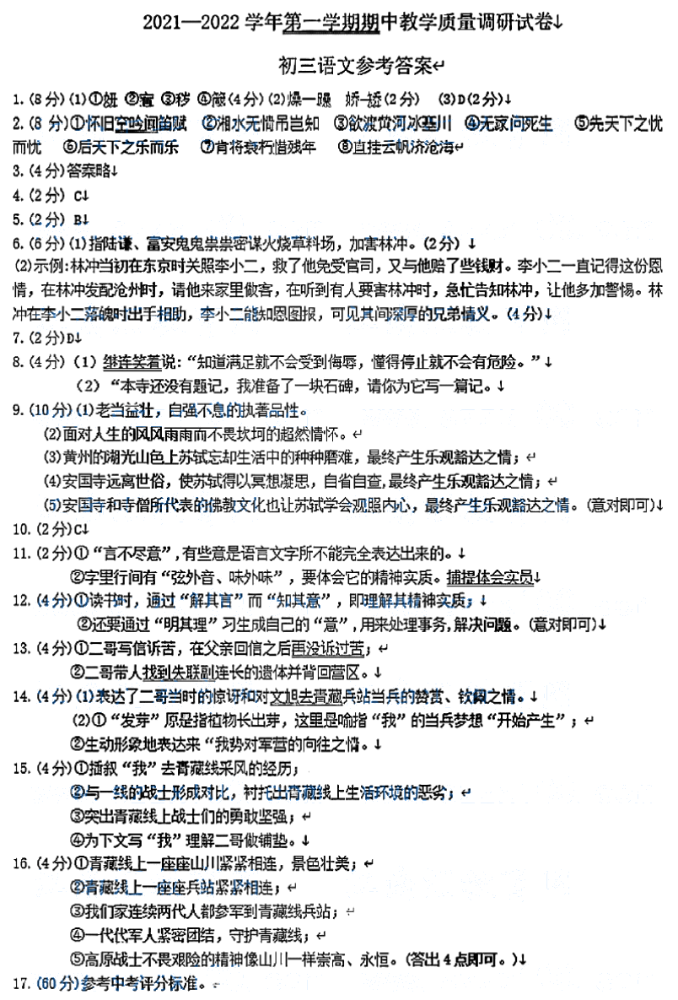 2021—2022 学年第一学期期中教学质量调研试卷↓
初三语文参考答案↵
1. (8 分) (1)①妍 ②窗 ③秽 ④簸(4 分) (2)燥一躁 娇-矫(2 分) (3)D(2 分)↓
2. (8 分)①怀旧空吟闻笛赋 ②湘水无情吊岂知 ③欲渡黄河冰塞川 ④无家问死生 ⑤先天下之忧
而忧 ⑥后天下之乐而乐 ⑦肯将衰朽惜残年 ⑧直挂云帆济沧海↵
3. (4 分)答案略↓
4. (2 分) C↓
5. (2 分) B↓
6. (6 分) (1)指陆谦、富安鬼鬼祟祟密谋火烧草料场，加害林冲。(2 分) ↓
(2)示例:林冲当初在东京时关照李小二，救了他免受官司，又与他赔了些钱财。李小二一直记得这份恩
情，在林冲发配沧州时，请他来家里做客，在听到有人要害林冲时，急忙告知林冲，让他多加警惕。林
冲在李小二落魄时出手相助，李小二能知恩图报，可见其间深厚的兄弟情义。(4 分)↓
7. (2 分)D↓
8. (4 分) (1) 继连笑着说: “知道满足就不会受到侮辱，懂得停止就不会有危险。”↓
(2) “本寺还没有题记，我准备了一块石碑，请你为它写一篇记。↓
9. (10 分) (1)老当益壮，自强不息的执著品性。
(2)面对人生的风风雨雨而不畏坎坷的超然情怀。↵
(3)黄州的湖光山色上苏轼忘却生活中的种种磨难，最终产生乐观豁达之情；↵
(4)安国寺远离世俗，使苏轼得以冥想凝思，自省自查,最终产生乐观豁达之情；↵
(5)安国寺和寺僧所代表的佛教文化也让苏轼学会观照内心，最终产生乐观豁达之情。(意对即可)↓
10. (2 分)C↓
11. (2 分)①“言不尽意”,有些意是语言文字所不能完全表达出来的。↓
②字里行间有“弦外音、味外味”，要体会它的精神实质。捕捉体会实员↓
12. (4 分)①读书时，通过“解其言”而“知其意”，即理解其精神实质；↓
②还要通过“明其理”习生成自己的“意”,用来处理事务,解决问题。(意对即可)↓
13. (4 分)①二哥写信诉苦，在父亲回信之后再没诉过苦；↵
②二哥带人找到失联副连长的遗体并背回营区。↓
14. (4 分) (1)表达了二哥当时的惊讶和对文旭去青藏兵站当兵的赞赏、钦佩之情。↓
(2)①“发芽”原是指植物长出芽，这里是喻指“我”的当兵梦想“开始产生”；↵
②生动形象地表达来“我势对军营的向往之情。↓
15. (4 分)①插叙“我”去青藏线采风的经历；
②与一线的战士形成对比，衬托出青藏线上生活环境的恶劣；↵
③突出青藏线上战士们的勇敢坚强；↵
④为下文写“我”理解二哥做铺垫。↓
16. (4 分)①青藏线上一座座山川紧紧相连，景色壮美；↵
②青藏线上一座座兵站紧紧相连；↵
③我们家连续两代人都参军到青藏线兵站；↵
④一代代军人紧密团结，守护青藏线；↵
⑤高原战士不畏艰险的精神像山川一样崇高、永恒。(答出 4 点即可。)↓
17. (60 分)参考中考评分标准。↵